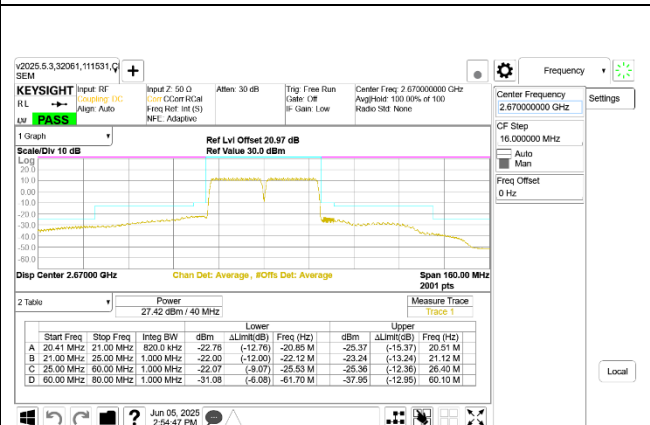 v2025.5.3,32061,111531,
SEM
+
Frequency
KEYSIGHT
RL
PASS
Input: RF
Coupling: DC
Align: Auto
Input Z: 50 Ω
Corr CCorr RCal
Freq Ref: Int (S)
NFE: Adaptive
Atten: 30 dB
Trig: Free Run
Gate: Off
IF Gain: Low
Center Freq: 2.670000000 GHz
Avg|Hold: 100.00% of 100
Radio Std: None
Center Frequency
2.670000000 GHz
Settings
CF Step
16.000000 MHz
Auto
Man
Freq Offset
0 Hz
1 Graph
Scale/Div 10 dB
Ref Lvl Offset 20.97 dB
Ref Value 30.0 dBm
Log
20.0
10.0
0.00
-10.0
-20.0
-30.0
-40.0
-50.0
-60.0
Disp Center 2.67000 GHz
Chan Det: Average , #Offs Det: Average
Span 160.00 MHz
2001 pts
2 Table
Power
27.42 dBm / 40 MHz
Measure Trace
Trace 1
Lower Upper
Start Freq Stop Freq Integ BW dBm ΔLimit(dB) Freq (Hz) dBm ΔLimit(dB) Freq (Hz)
A 20.41 MHz 21.00 MHz 820.0 kHz -22.76 (-12.76) -20.85 M -25.37 (-15.37) 20.51 M
B 21.00 MHz 25.00 MHz 1.000 MHz -22.00 (-12.00) -22.12 M -23.24 (-13.24) 21.12 M
C 25.00 MHz 60.00 MHz 1.000 MHz -22.07 (-9.07) -25.53 M -25.36 (-12.36) 26.40 M
D 60.00 MHz 80.00 MHz 1.000 MHz -31.08 (-6.08) -61.70 M -37.95 (-12.95) 60.10 M
Local
?
Jun 05, 2025
2:54:47 PM